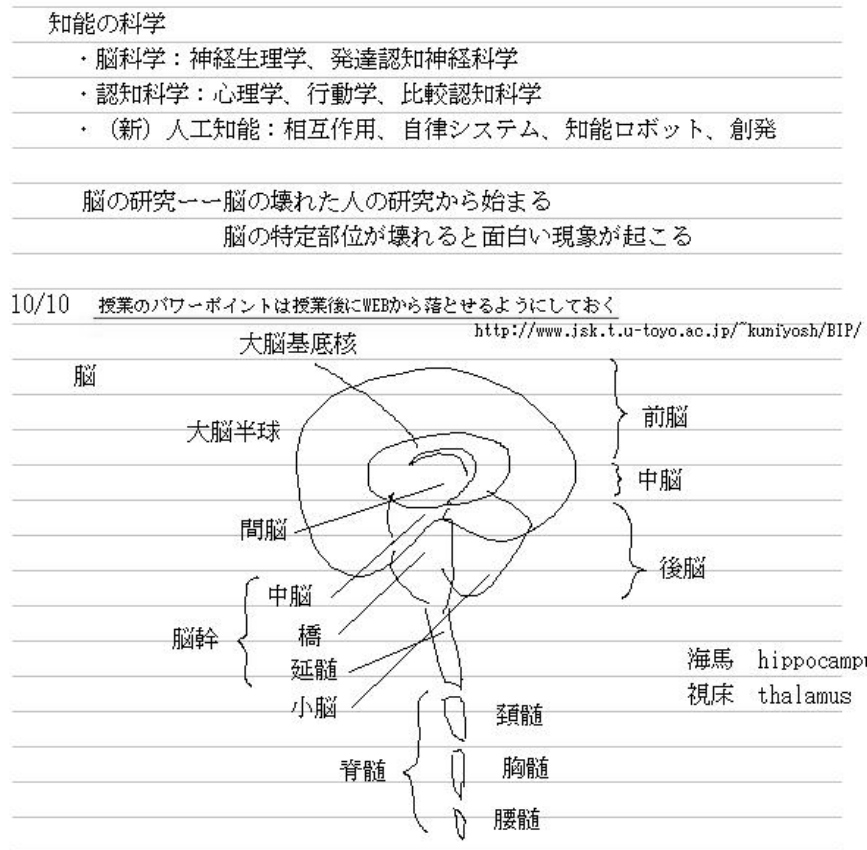 知能の科学
・脳科学：神経生理学、発達認知神経科学
・認知科学：心理学、行動学、比較認知科学
・（新）人工知能：相互作用、自律システム、知能ロボット、創発
脳の研究ーー脳の壊れた人の研究から始まる
脳の特定部位が壊れると面白い現象が起こる
10/10 授業のパワーポイントは授業後にWEBから落とせるようにしておく
http://www.jsk.t.u-toyo.ac.jp/~kuniyosh/BIP/
大脳基底核
脳
大脳半球
前脳
中脳
間脳
後脳
中脳
脳幹
橋
延髄
小脳
海馬 hippocampu
視床 thalamus
頚髄
脊髄
胸髄
腰髄